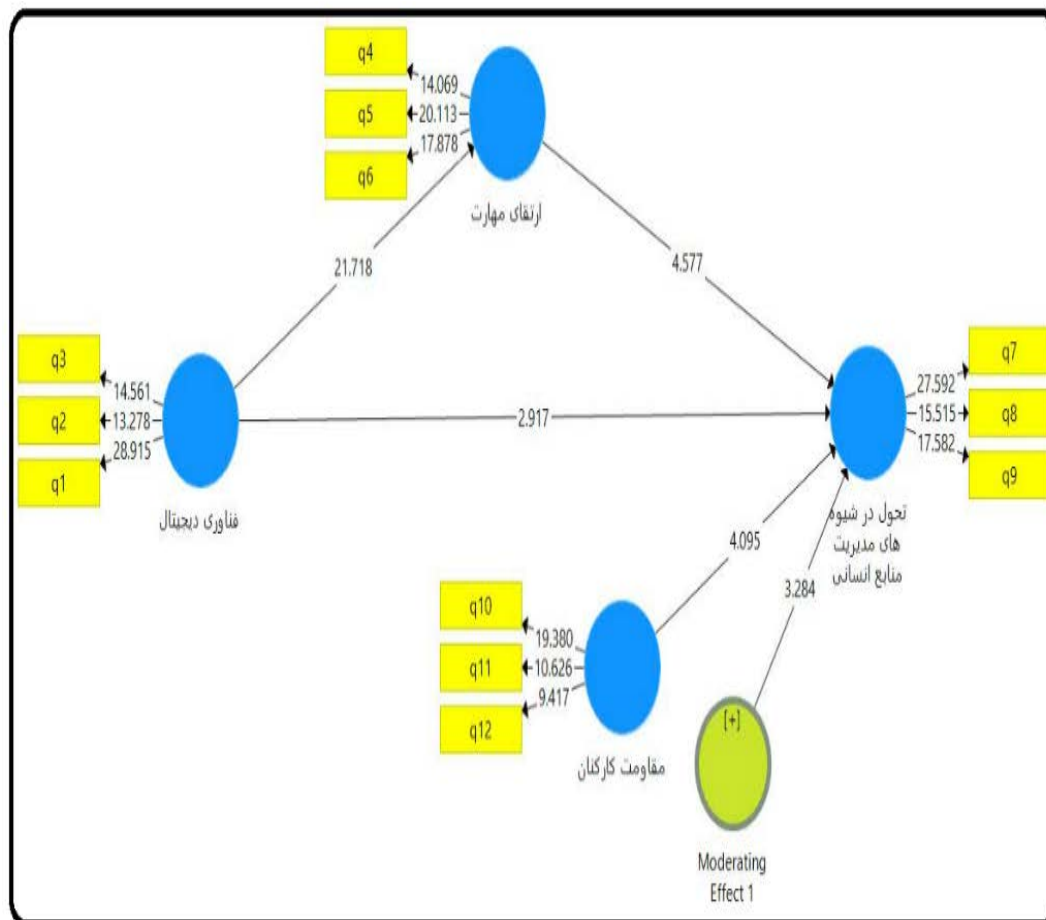 q4
q5
q6
14.069
20.113
17.878
ارتقای مهارت
21.718
4.577
q3
q2
q1
14.561
13.278
28.915
فناوری دیجیتال
2.917
27.592
15.515
17.582
q7
q8
q9
تحول در شیوه
های مدیریت
منابع انسانی
4.095
3.284
q10
q11
q12
19.380
10.626
9.417
مقاومت کارکنان
[+]
Moderating
Effect 1